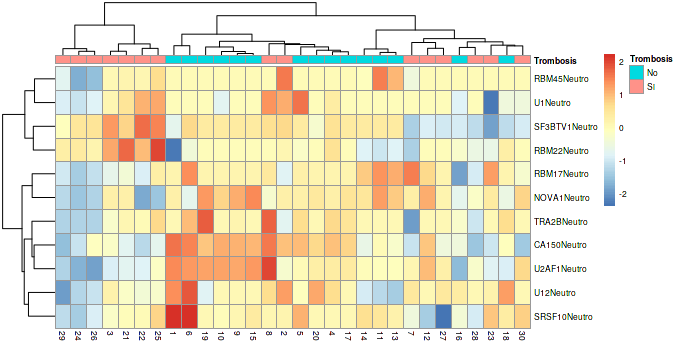 Trombosis
RBM45Neutro
U1Neutro
SF3BTV1Neutro
RBM22Neutro
RBM17Neutro
NOVA1Neutro
TRA2BNeutro
CA150Neutro
U2AF1Neutro
U12Neutro
SRSF10Neutro
29 24 26 3 21 22 25 1 6 19 10 9 15 8 2 5 20 4 17 14 11 13 7 12 27 16 28 23 18 30
2
1
0
-1
-2
Trombosis
No
SI